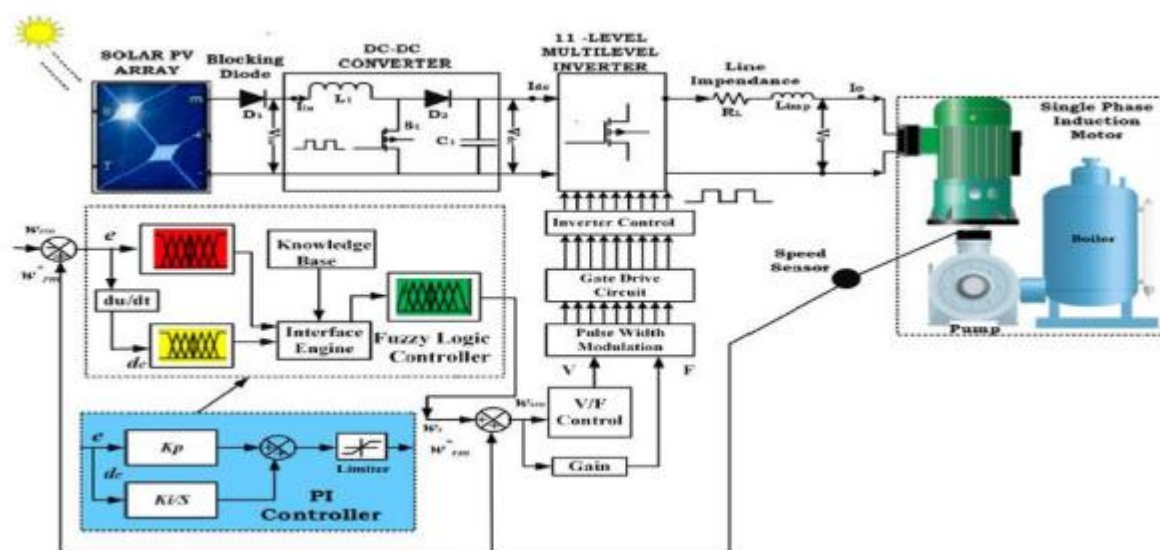 SOLAR PV
ARRAY
Blocking
Diode
D₁
L₁
DC-DC
CONVERTER
S₁
D₂
C₁
Idc
11 -LEVEL
MULTILEVEL
INVERTER
Line
Impendance
RL
Limp
Io
Single Phase
Induction
Motor
Boiler
Pump
Speed
Sensor
Inverter Control
Gate Drive
Circuit
Pulse Width
Modulation
V
F
V/F
Control
Gain
e
du/dt
Knowledge
Base
Interface
Engine
Fuzzy Logic
Controller
e
Kp
Ki/S
Limiter
PI
Controller